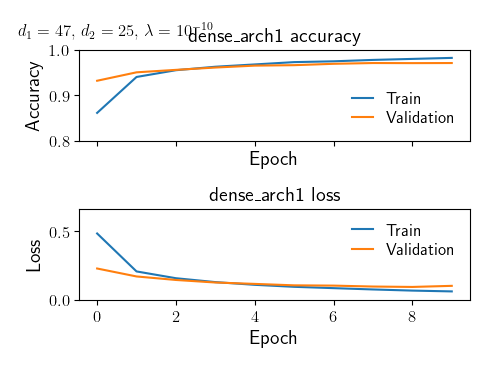 d₁ = 47, d₂ = 25, λ = 10⁻¹⁰
dense_arch1 accuracy
1.0
0.9
0.8
Accuracy
Train
Validation
Epoch
dense_arch1 loss
0.5
0.0
Loss
Train
Validation
0 2 4 6 8
Epoch